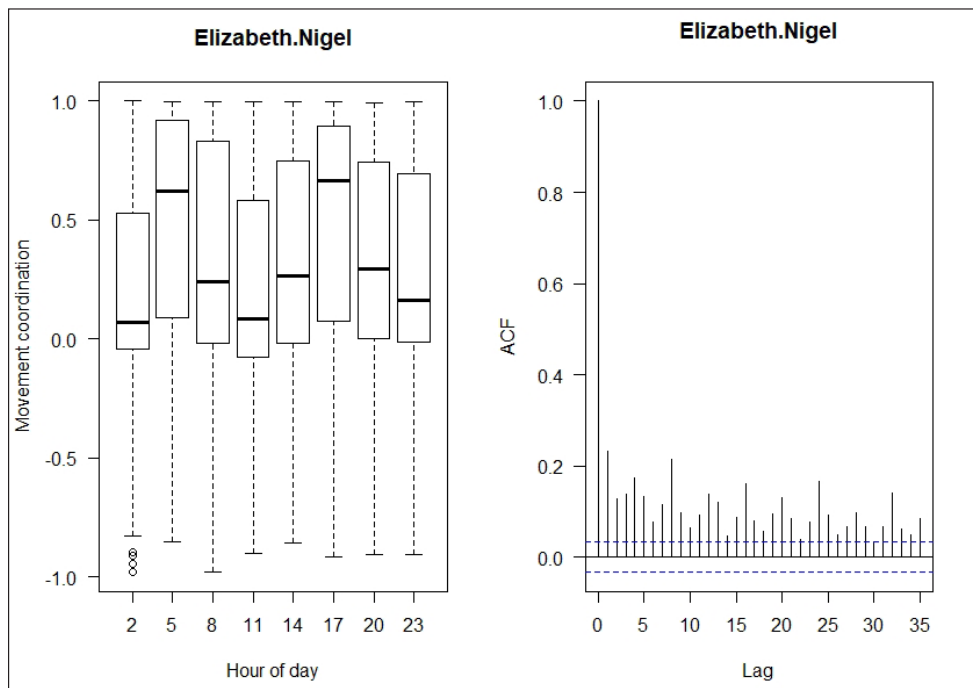 Elizabeth.Nigel
Movement coordination
1.0
0.5
0.0
-0.5
-1.0
2 5 8 11 14 17 20 23
Hour of day
Elizabeth.Nigel
ACF
1.0
0.8
0.6
0.4
0.2
0.0
0 5 10 15 20 25 30 35
Lag